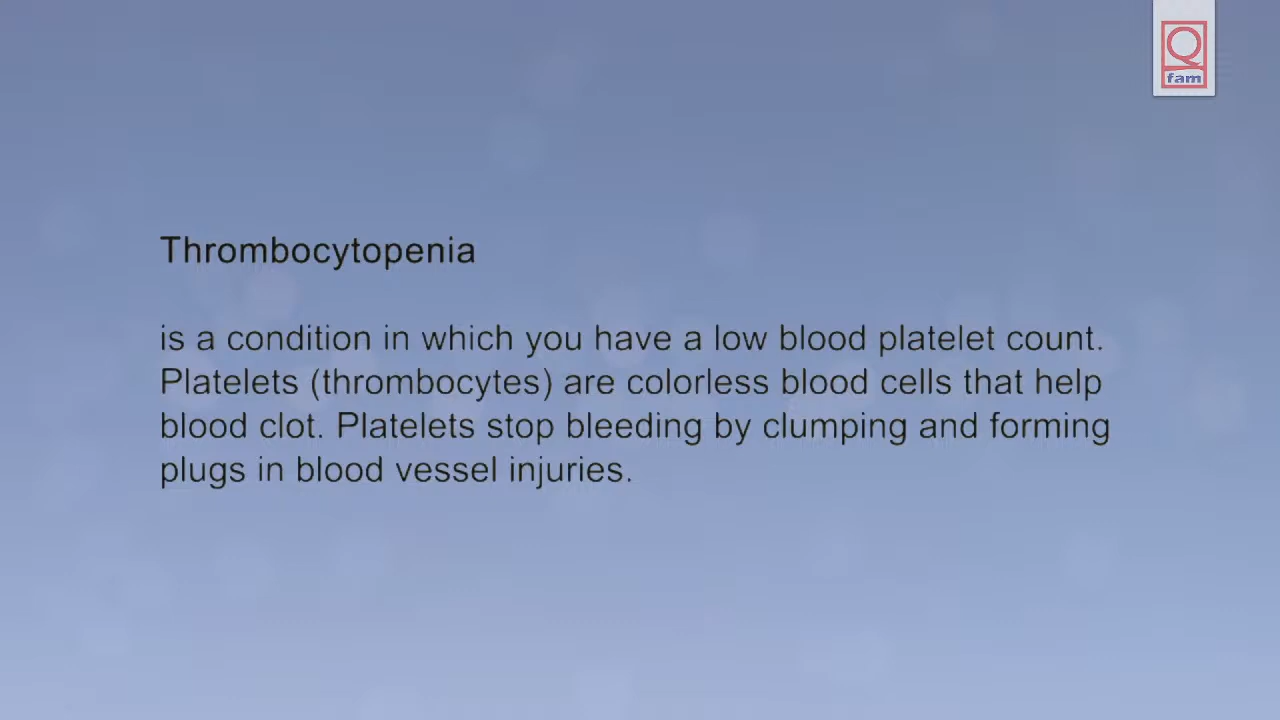 Q
fam
Thrombocytopenia
is a condition in which you have a low blood platelet count.
Platelets (thrombocytes) are colorless blood cells that help
blood clot. Platelets stop bleeding by clumping and forming
plugs in blood vessel injuries.